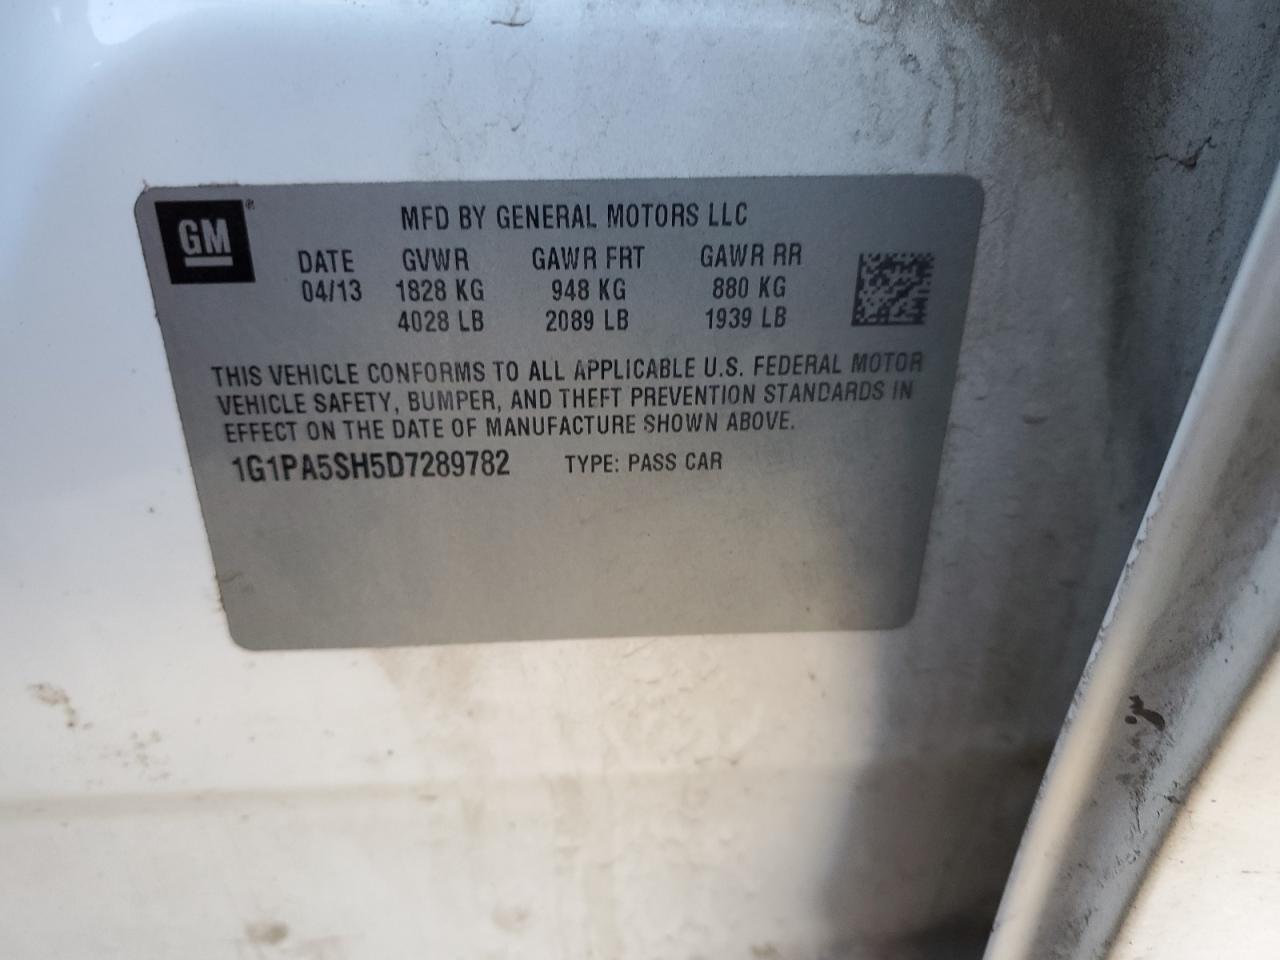 GM®
MFD BY GENERAL MOTORS LLC
DATE GVWR GAWR FRT GAWR RR
04/13 1828 KG 948 KG 880 KG
4028 LB 2089 LB 1939 LB
THIS VEHICLE CONFORMS TO ALL APPLICABLE U.S. FEDERAL MOTOR
VEHICLE SAFETY, BUMPER, AND THEFT PREVENTION STANDARDS IN
EFFECT ON THE DATE OF MANUFACTURE SHOWN ABOVE.
1G1PA5SH5D7289782 TYPE: PASS CAR